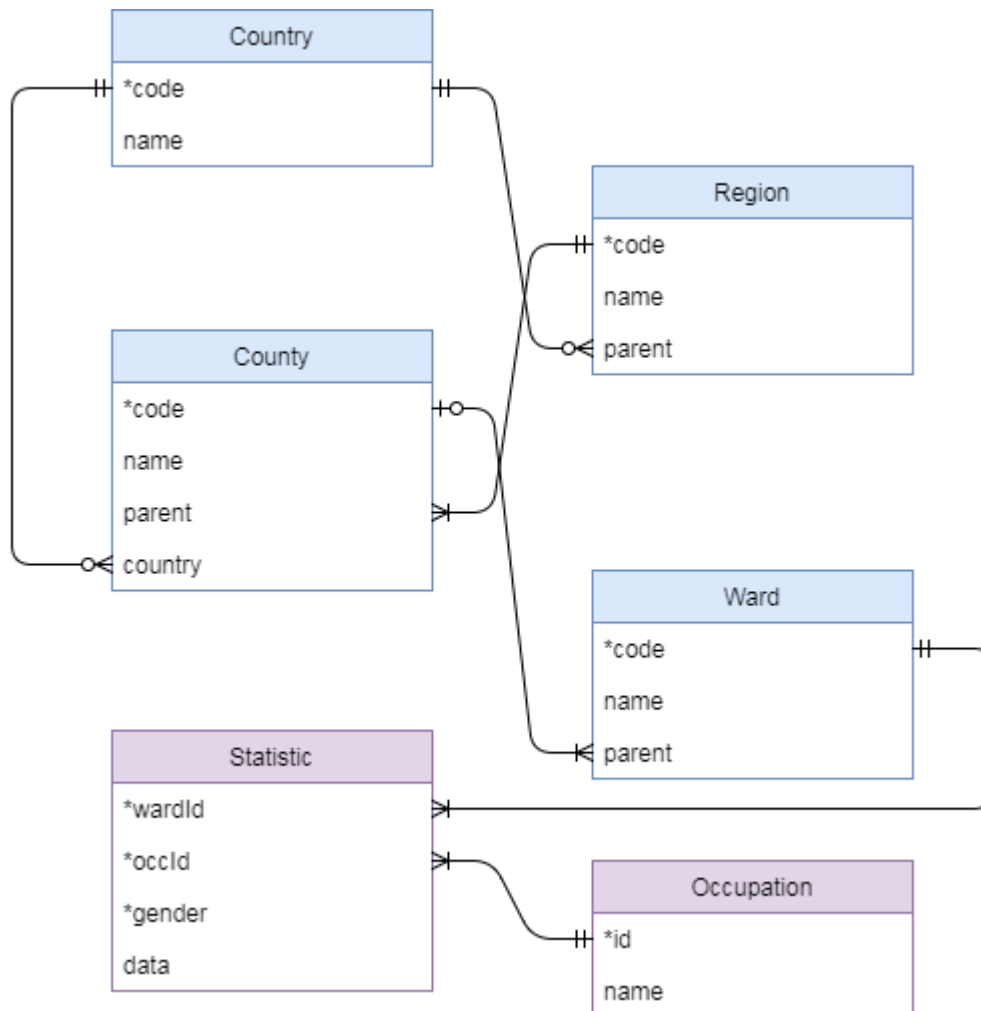 Country
*code
name
Region
*code
name
parent
County
*code
name
parent
country
Ward
*code
name
parent
Statistic
*wardId
*occId
*gender
data
Occupation
*id
name